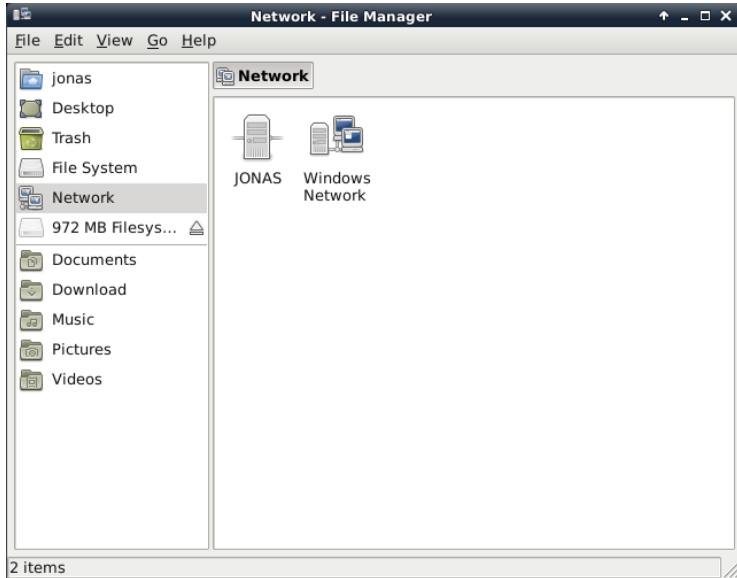 Network - File Manager
File Edit View Go Help
jonas
Desktop
Trash
File System
Network
972 MB Filesys...
Documents
Download
Music
Pictures
Videos
Network
JONAS
Windows
Network
2 items